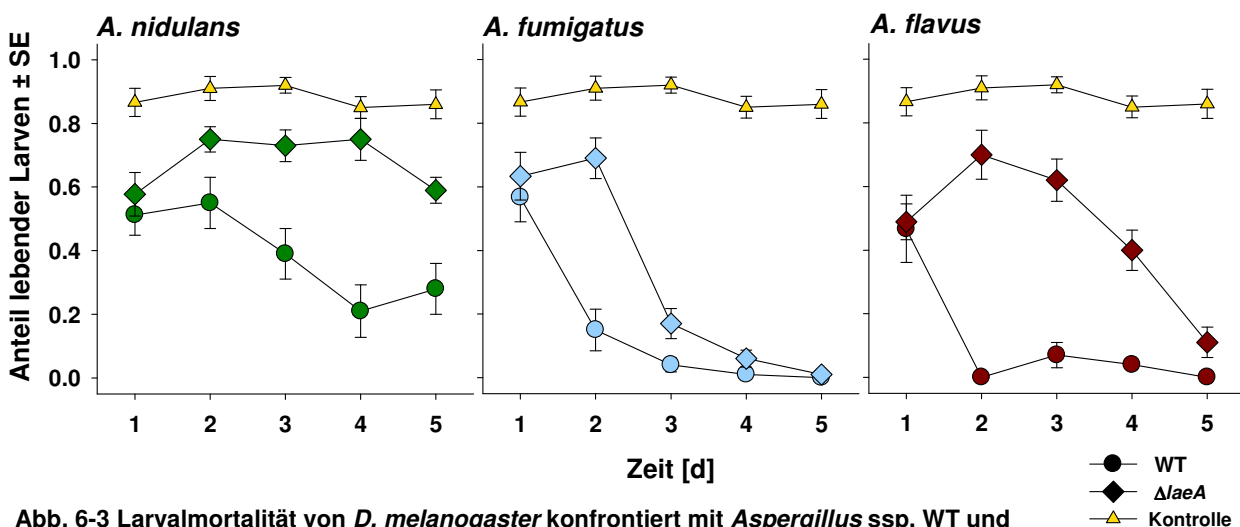 A. nidulans
A. fumigatus
A. flavus
Anteil lebender Larven ± SE
1.0
0.8
0.6
0.4
0.2
0.0
1 2 3 4 5
1 2 3 4 5
1 2 3 4 5
Zeit [d]
WT
ΔlaeA
Kontrolle
Abb. 6-3 Larvalmortalität von D. melanogaster konfrontiert mit Aspergillus ssp. WT und